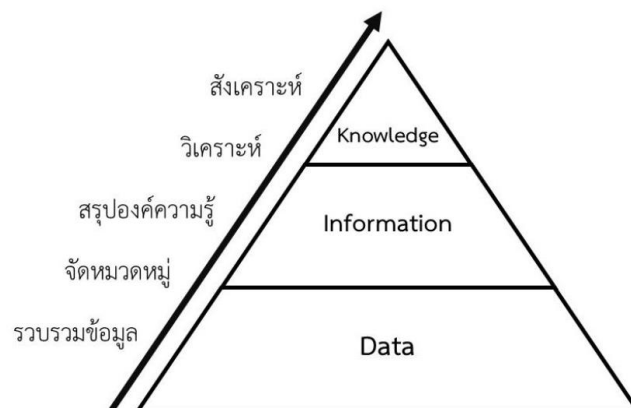 สังเคราะห์
วิเคราะห์
สรุปองค์ความรู้
จัดหมวดหมู่
รวบรวมข้อมูล
Knowledge
Information
Data